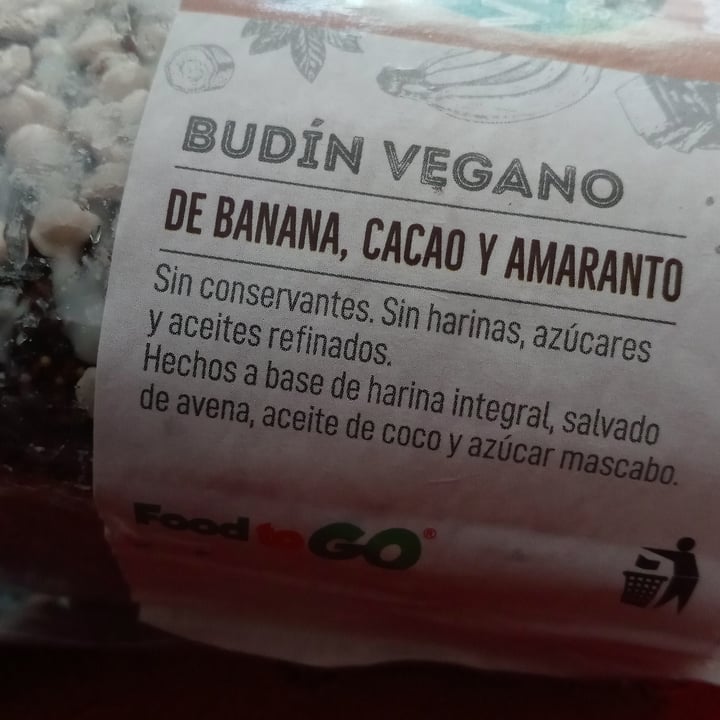 BUDÍN VEGANO
DE BANANA, CACAO Y AMARANTO
Sin conservantes. Sin harinas, azúcares
y aceites refinados.
Hechos a base de harina integral, salvado
de avena, aceite de coco y azúcar mascabo.
Food to GO®